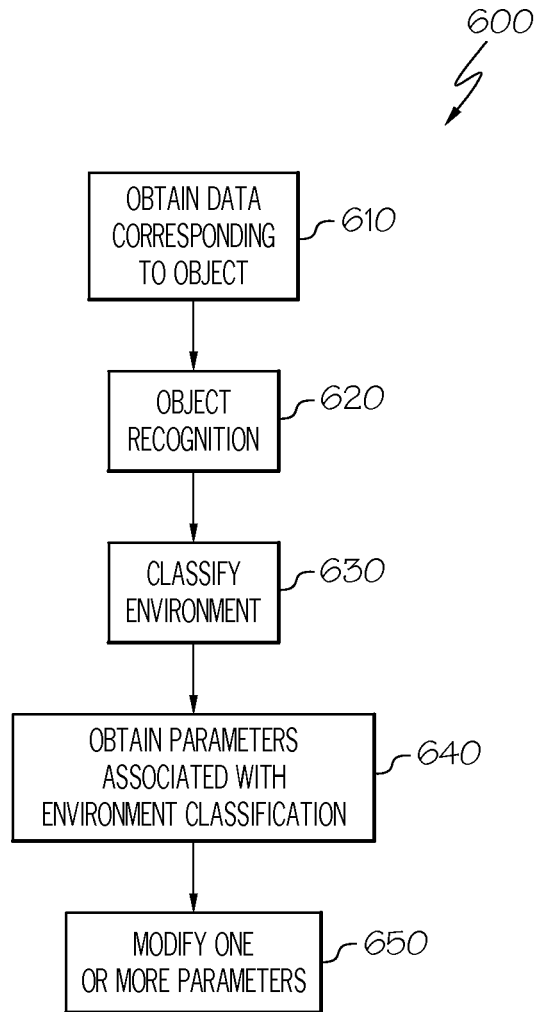 600
OBTAIN DATA
CORRESPONDING
TO OBJECT
610
OBJECT
RECOGNITION
620
CLASSIFY
ENVIRONMENT
630
OBTAIN PARAMETERS
ASSOCIATED WITH
ENVIRONMENT CLASSIFICATION
640
MODIFY ONE
OR MORE PARAMETERS
650